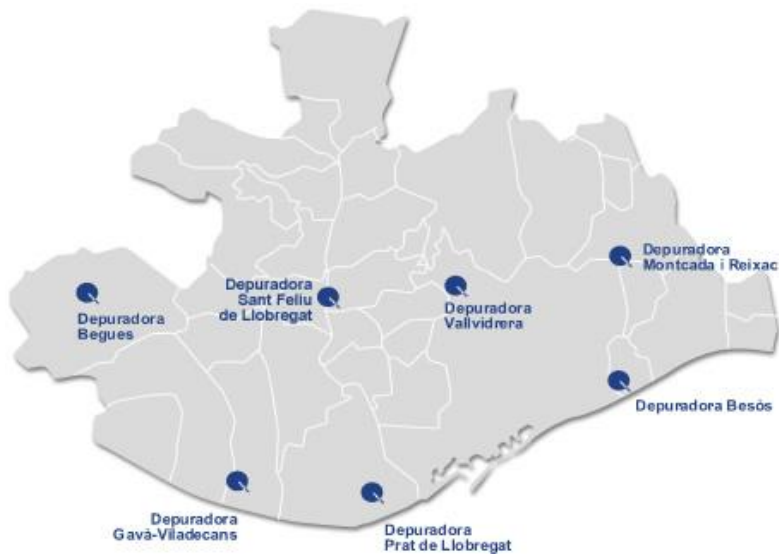 Depuradora
Montcada i Reixac
Depuradora
Sant Feliu
de Llobregat
Depuradora
Vallvidrera
Depuradora
Begues
Depuradora Besòs
Depuradora
Gavà-Viladecans
Depuradora
Prat de Llobregat